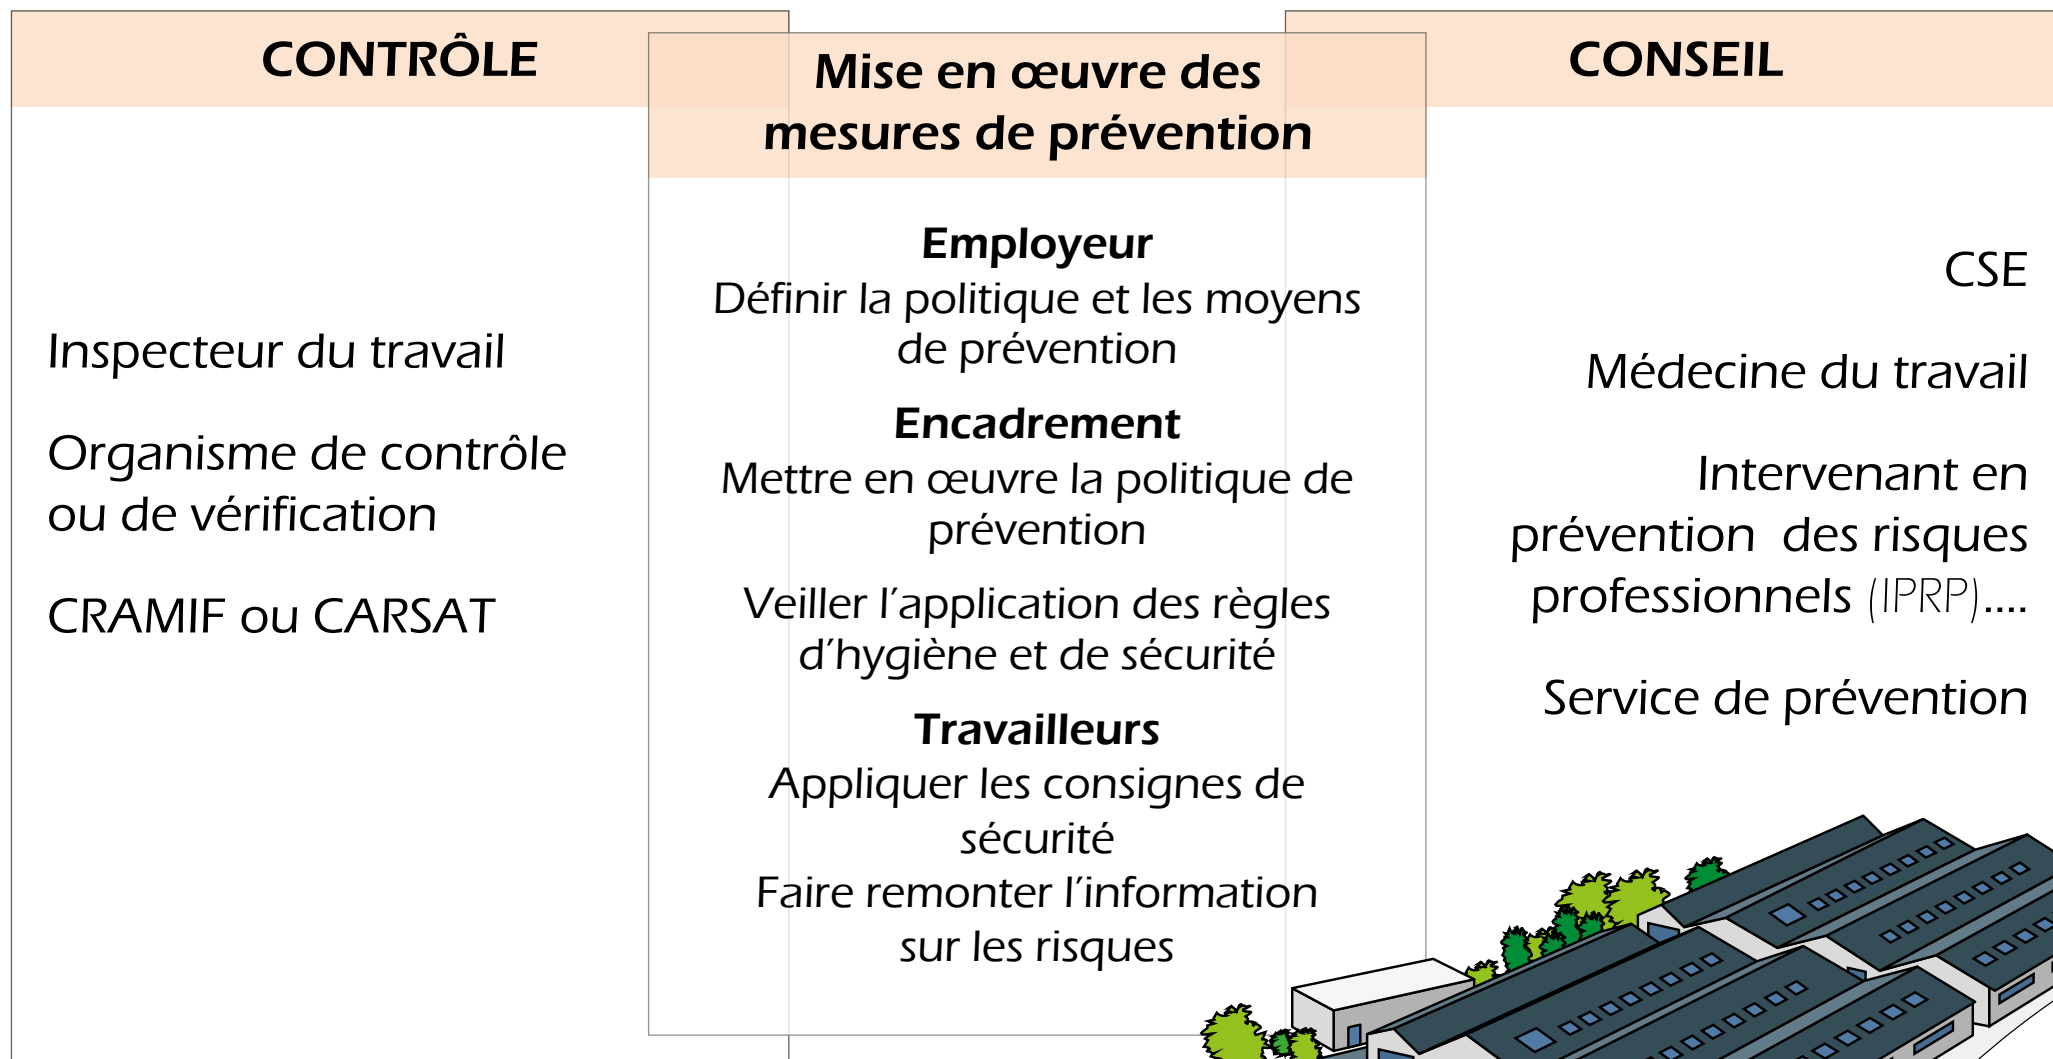 CONTRÔLE
Inspecteur du travail
Organisme de contrôle
ou de vérification
CRAMIF ou CARSAT
Mise en œuvre des
mesures de prévention
Employeur
Définir la politique et les moyens
de prévention
Encadrement
Mettre en œuvre la politique de
prévention
Veiller l’application des règles
d’hygiène et de sécurité
Travailleurs
Appliquer les consignes de
sécurité
Faire remonter l’information
sur les risques
CONSEIL
CSE
Médecine du travail
Intervenant en
prévention des risques
professionnels (IPRP)....
Service de prévention